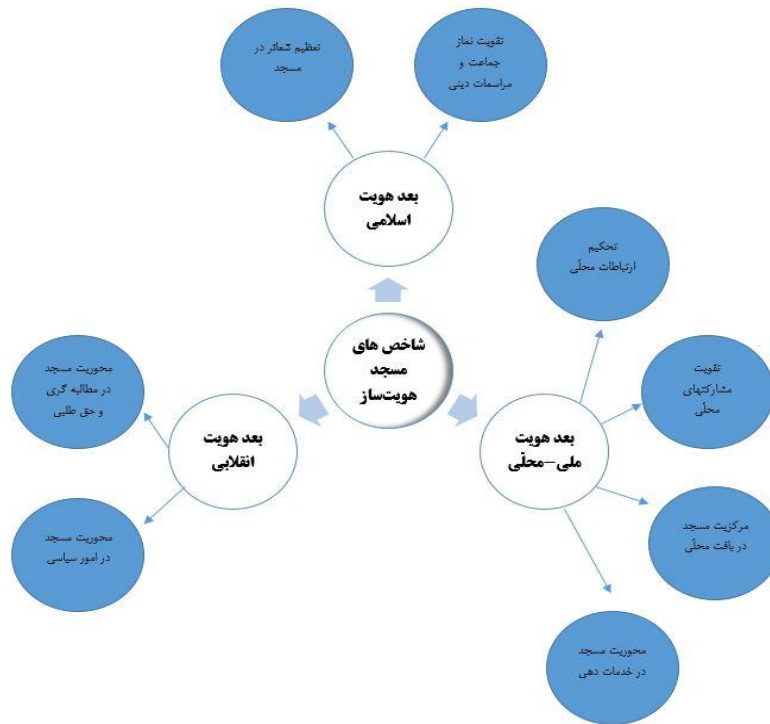 تعظیم شعائر در
مسجد
تقویت نماز
جماعت و
مراسمات دینی
بعد هویت
اسلامی
تحکیم
ارتباطات محلّی
شاخص های
مسجد
هویت‌ساز
محوریت مسجد
در مطالبه گری
و حق طلبی
تقویت
مشارکتهای
محلّی
بعد هویت
انقلابی
بعد هویت
ملی–محلّی
محوریت مسجد
در امور سیاسی
مرکزیت مسجد
در بافت محلّی
محوریت مسجد
در خدمات دهی